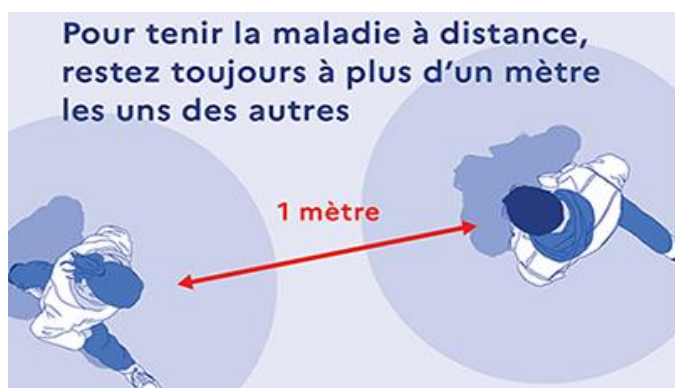 Pour tenir la maladie à distance,
restez toujours à plus d’un mètre
les uns des autres
1 mètre